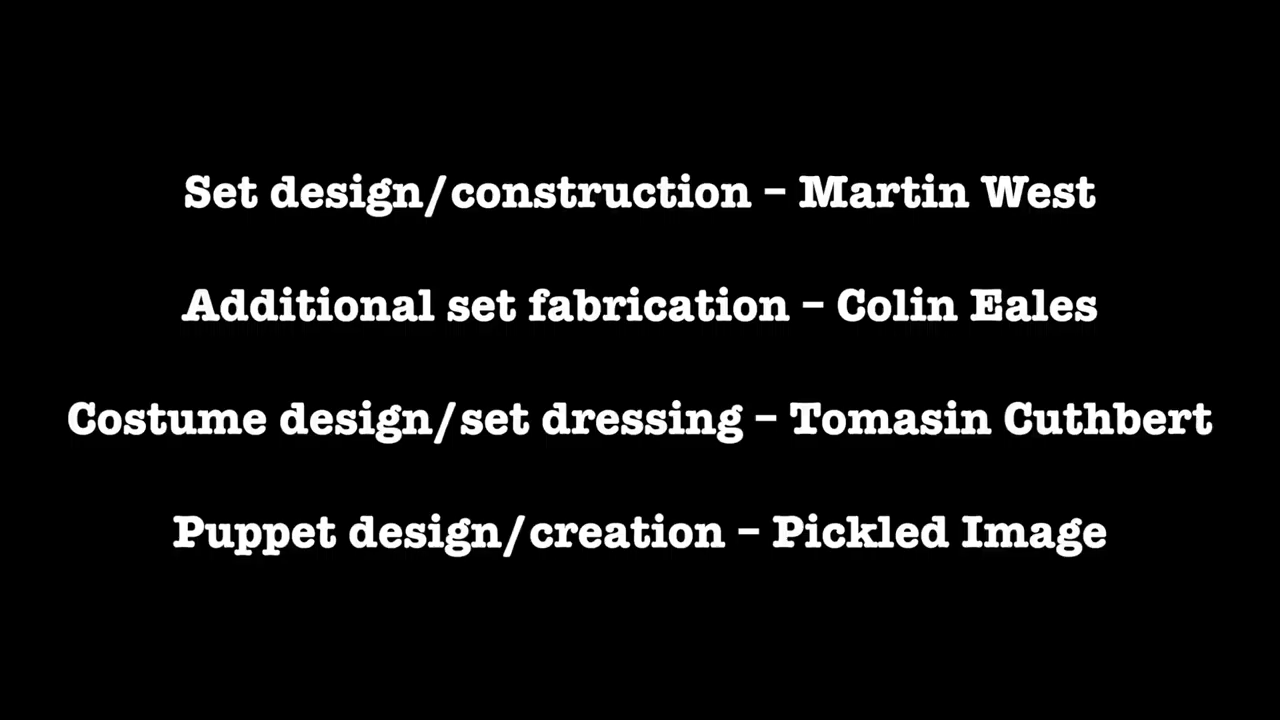 Set design/construction – Martin West
Additional set fabrication – Colin Eales
Costume design/set dressing – Tomasin Cuthbert
Puppet design/creation – Pickled Image